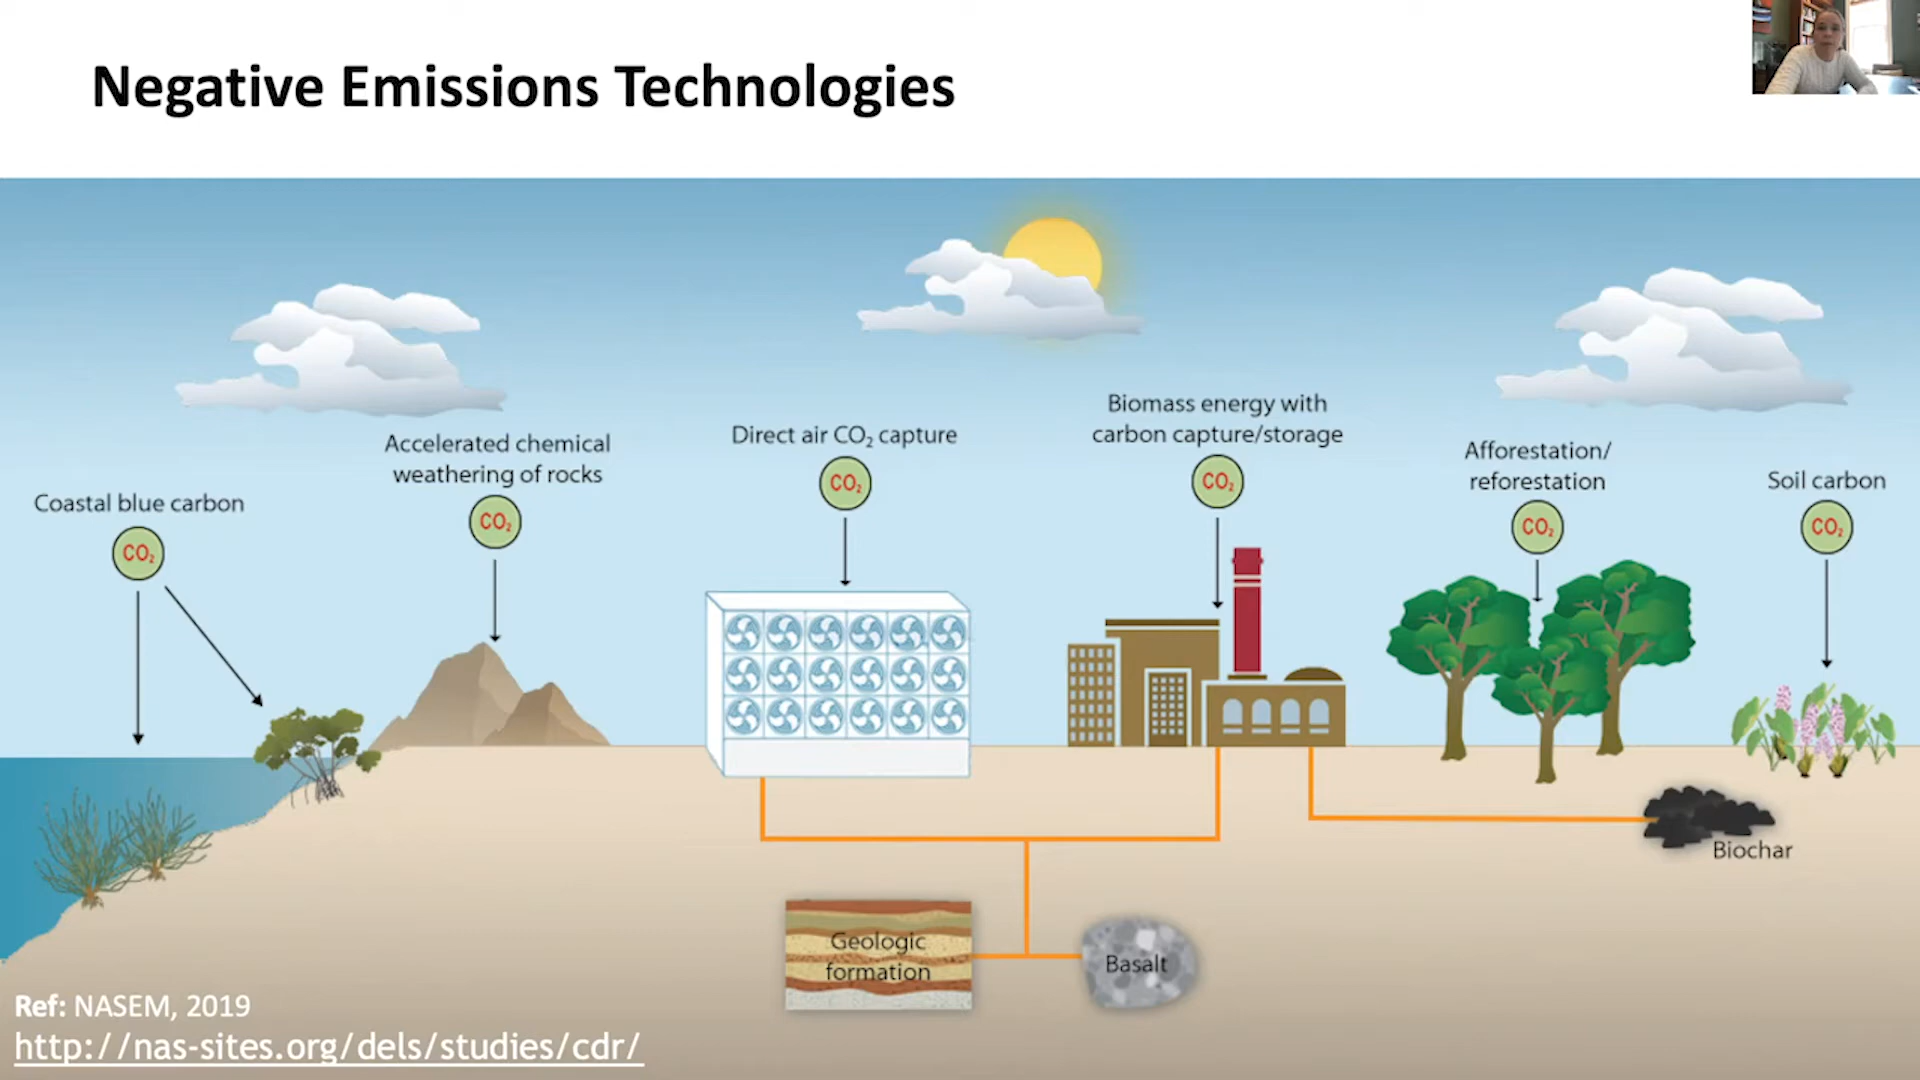 Negative Emissions Technologies
Coastal blue carbon
CO₂
Accelerated chemical
weathering of rocks
CO₂
Direct air CO₂ capture
CO₂
Biomass energy with
carbon capture/storage
CO₂
Afforestation/
reforestation
CO₂
Soil carbon
CO₂
Biochar
Geologic
formation
Basalt
Ref: NASEM, 2019
http://nas-sites.org/dels/studies/cdr/